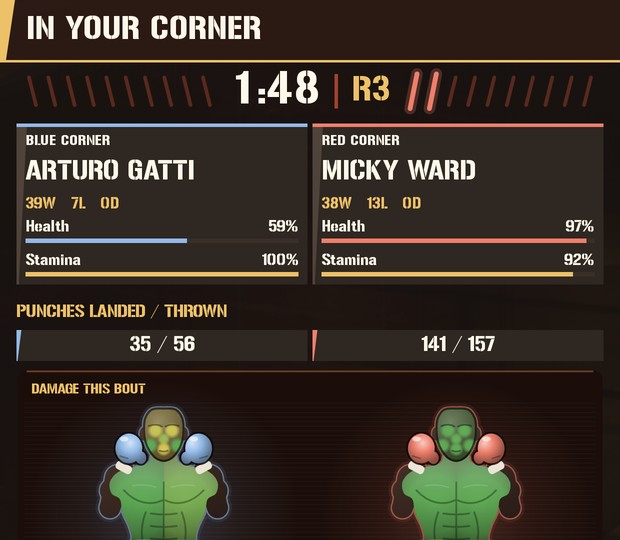 IN YOUR CORNER
1:48 | R3
BLUE CORNER
ARTURO GATTI
39W 7L 0D
Health 59%
Stamina 100%
RED CORNER
MICKY WARD
38W 13L 0D
Health 97%
Stamina 92%
PUNCHES LANDED / THROWN
35 / 56
141 / 157
DAMAGE THIS BOUT